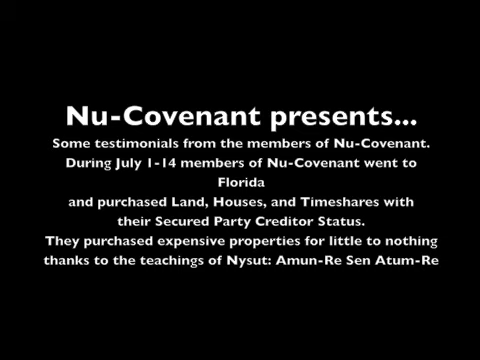 Nu-Covenant presents...
Some testimonials from the members of Nu-Covenant.
During July 1-14 members of Nu-Covenant went to
Florida
and purchased Land, Houses, and Timeshares with
their Secured Party Creditor Status.
They purchased expensive properties for little to nothing
thanks to the teachings of Nysut: Amun-Re Sen Atum-Re